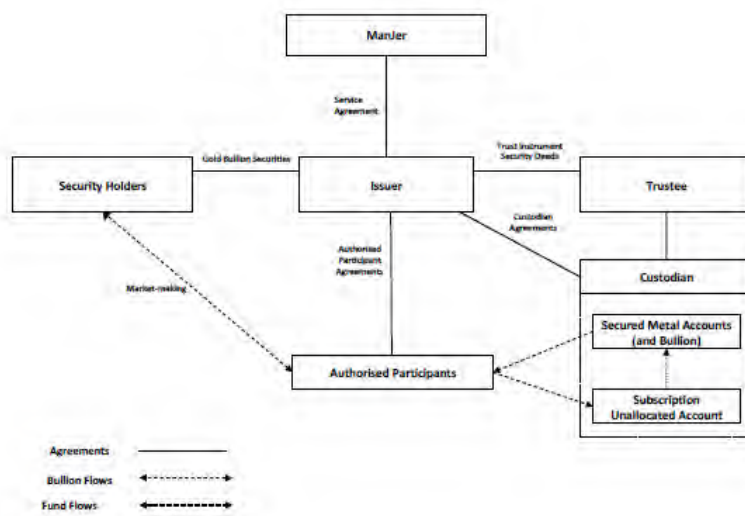 ManJer
Service
Agreement
Gold Bullion Securities
Trust Instrument
Security Deeds
Security Holders
Issuer
Trustee
Custodian
Agreements
Authorised
Participant
Agreements
Custodian
Market-making
Secured Metal Accounts
(and Bullion)
Authorised Participants
Subscription
Unallocated Account
Agreements
Bullion Flows
Fund Flows